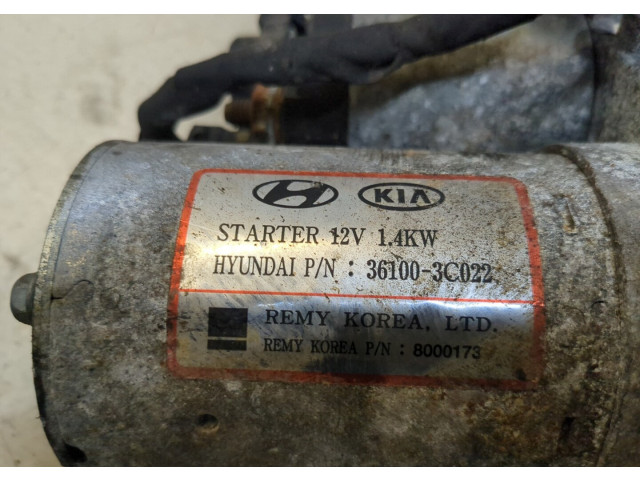 KIA
STARTER 12V 1.4KW
HYUNDAI P/N : 36100-3C022
REMY KOREA, LTD.
REMY KOREA P/N : 8000173